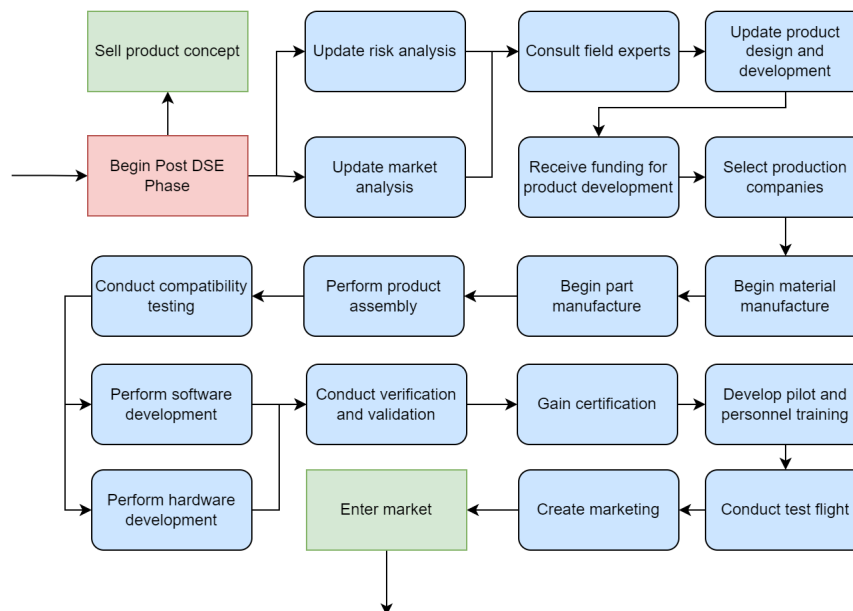 Sell product concept
Update risk analysis
Consult field experts
Update product
design and
development
Begin Post DSE
Phase
Update market
analysis
Receive funding for
product development
Select production
companies
Conduct compatibility
testing
Perform product
assembly
Begin part
manufacture
Begin material
manufacture
Perform software
development
Conduct verification
and validation
Gain certification
Develop pilot and
personnel training
Perform hardware
development
Enter market
Create marketing
Conduct test flight